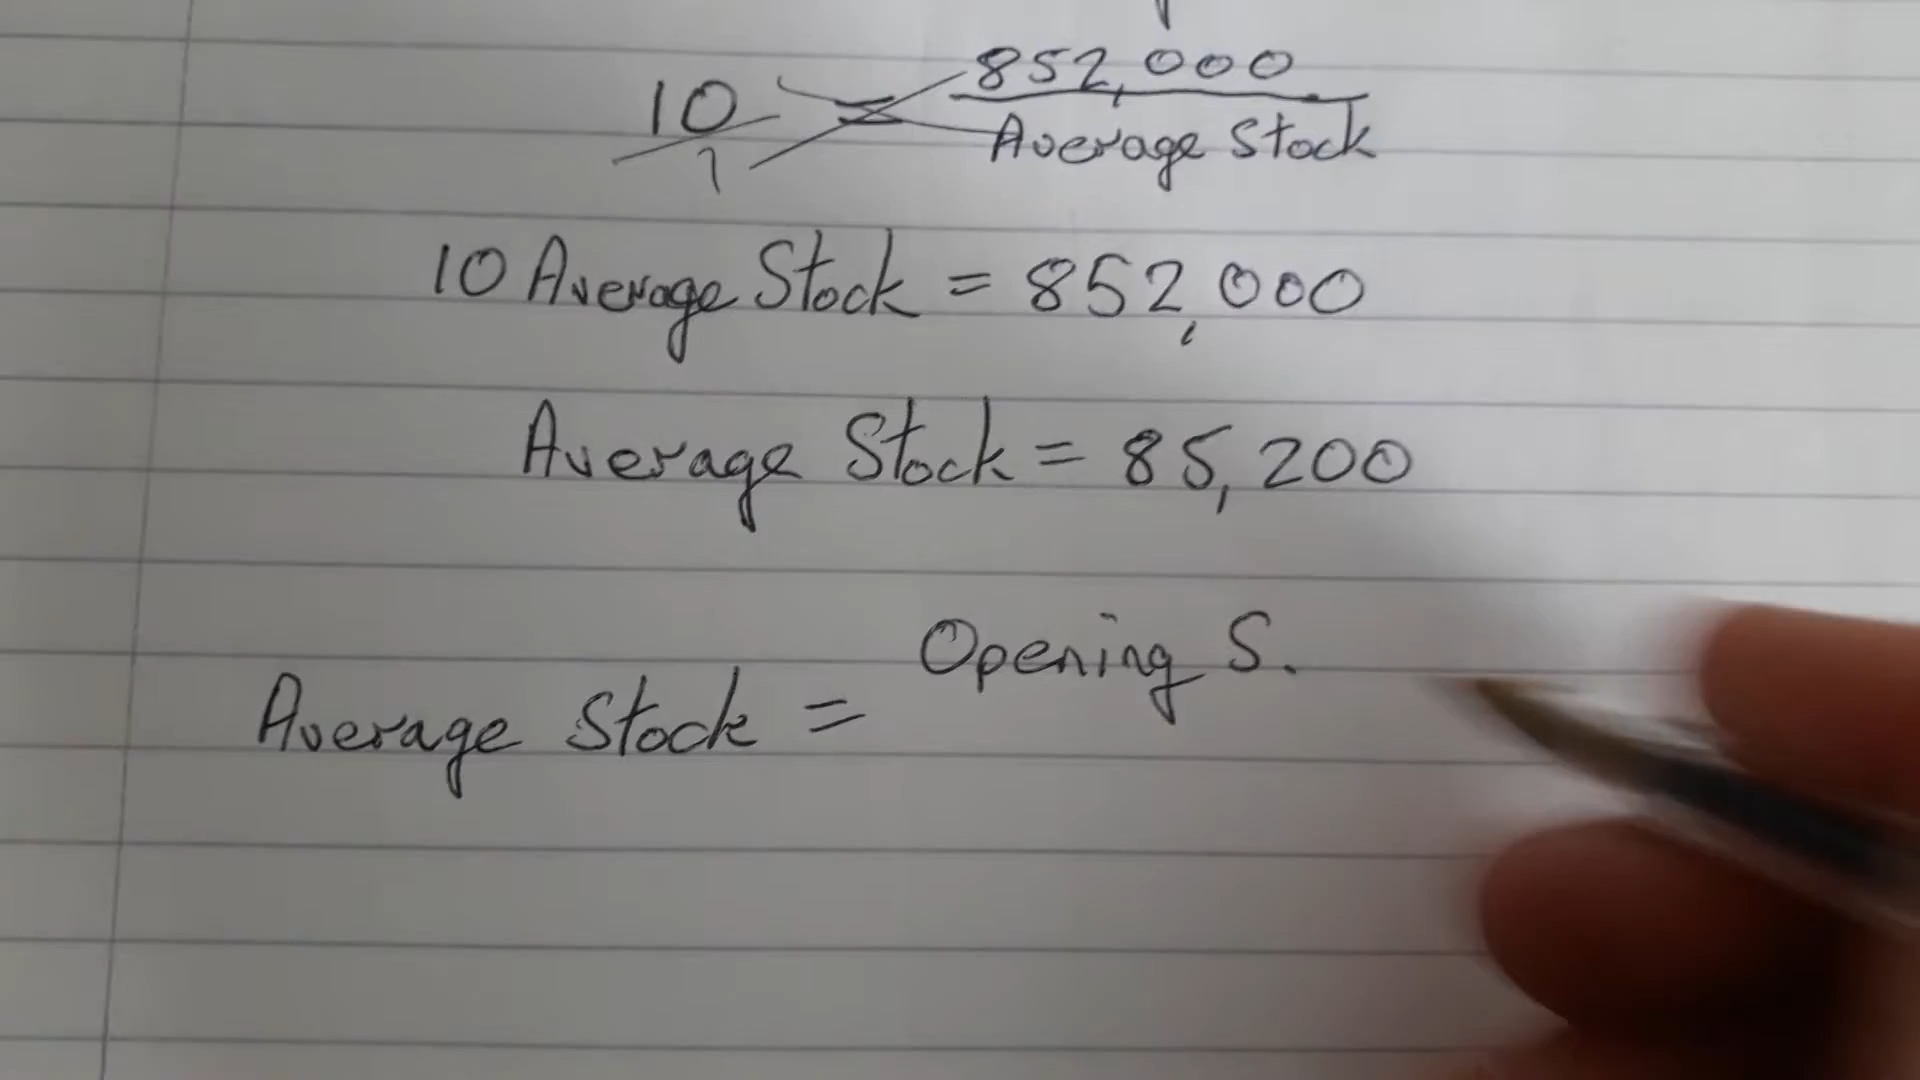 10/1 = 852,000/Average Stock
10 Average Stock = 852,000
Average Stock = 85,200
Average Stock = Opening S.